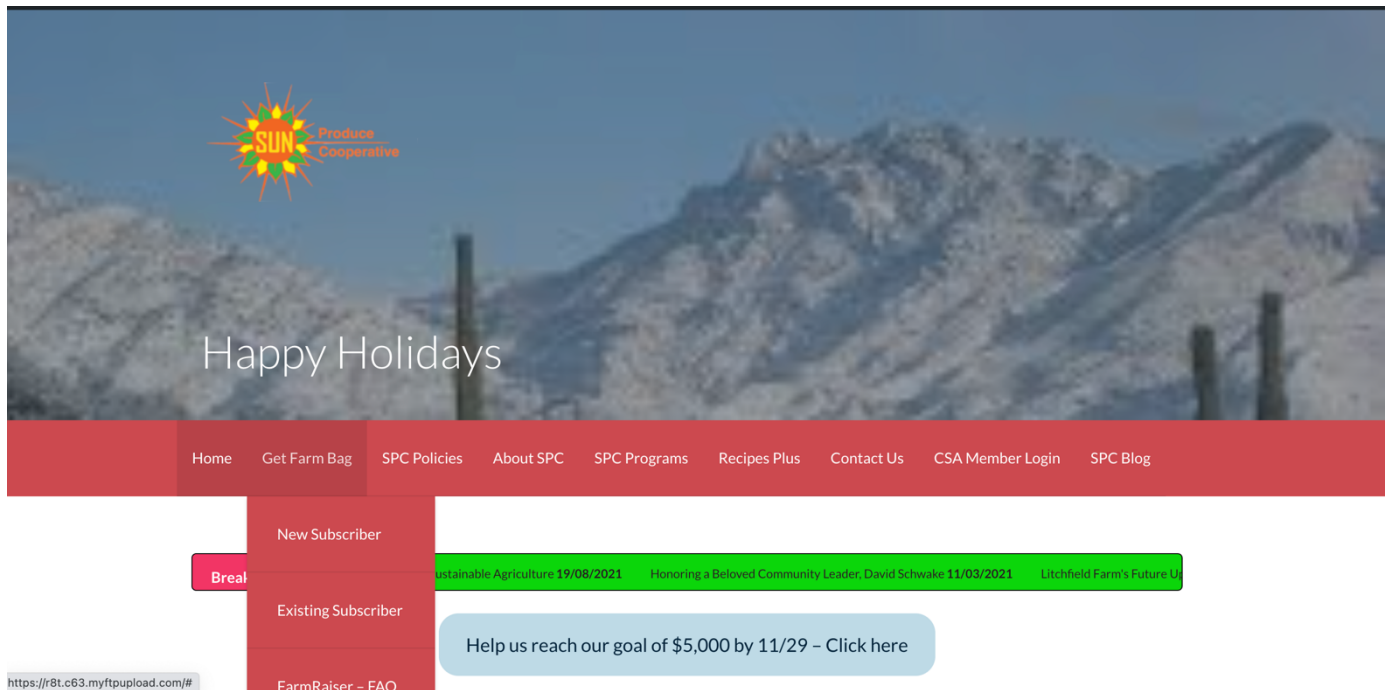 SUN
Produce
Cooperative
Happy Holidays
Home Get Farm Bag SPC Policies About SPC SPC Programs Recipes Plus Contact Us CSA Member Login SPC Blog
New Subscriber
Break ustainable Agriculture 19/08/2021 Honoring a Beloved Community Leader, David Schwake 11/03/2021 Litchfield Farm's Future Up
Existing Subscriber
Help us reach our goal of $5,000 by 11/29 – Click here
FarmRaiser – FAQ
https://r8t.c63.myftpupload.com/#